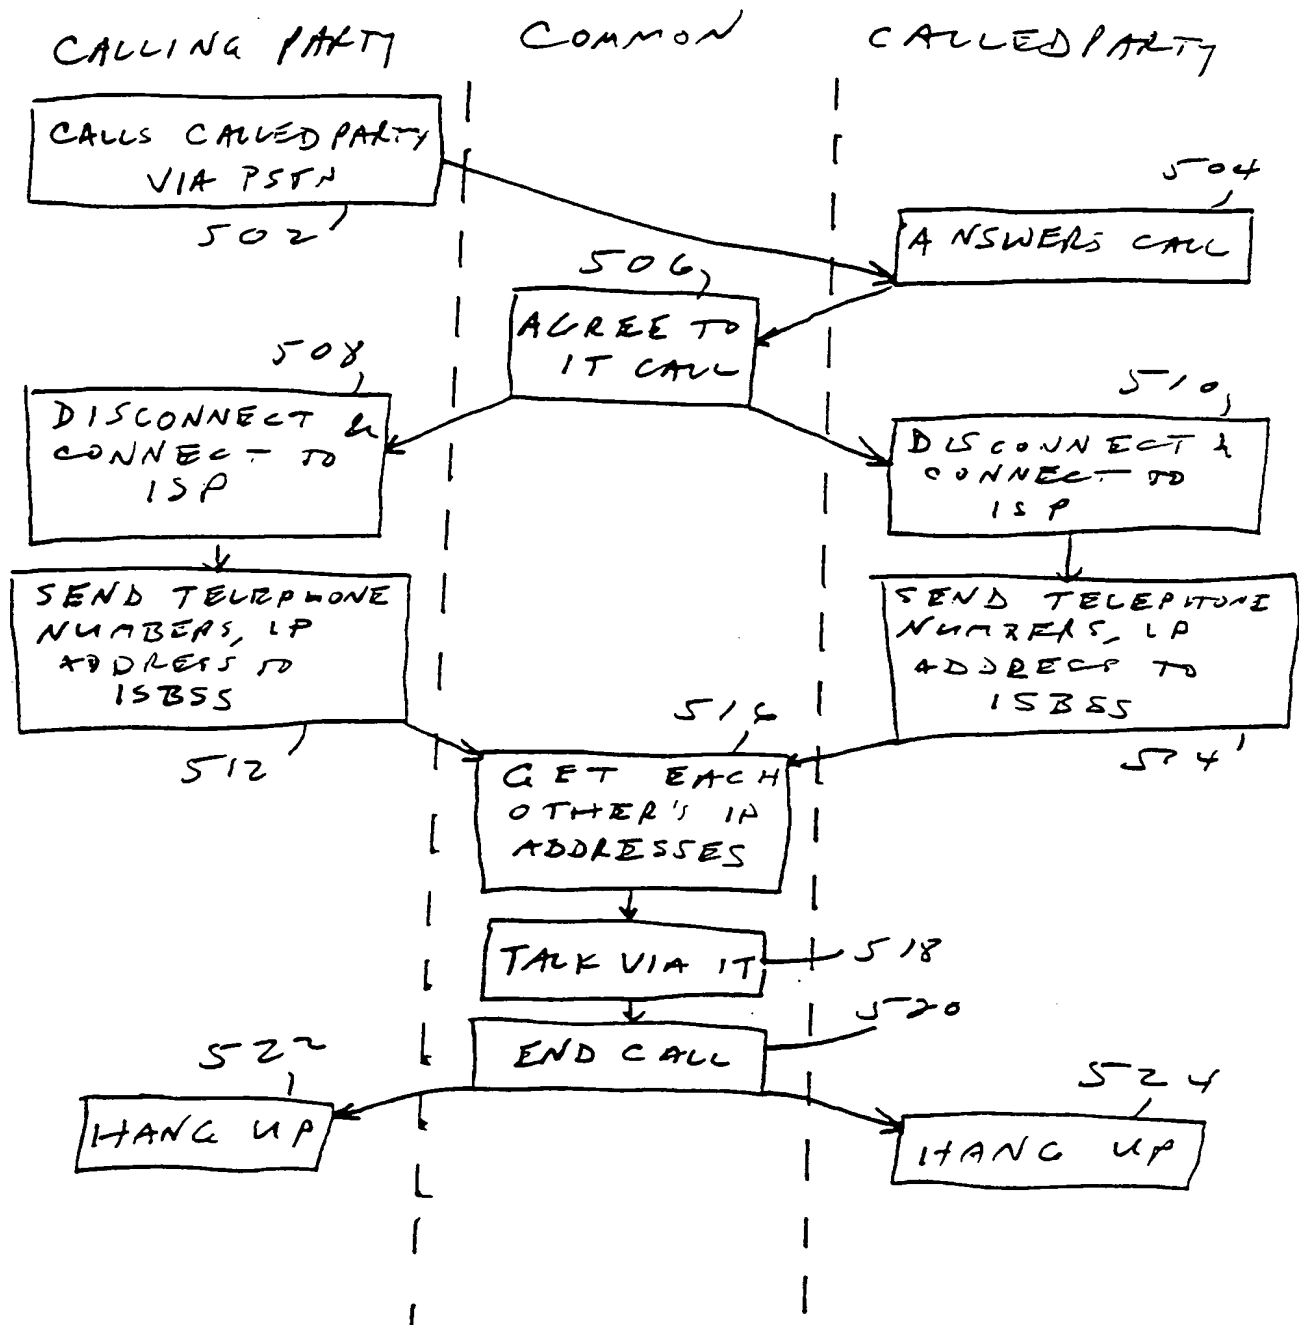 CALLING PARTY
COMMON
CALLED PARTY
CALLS CALLED PARTY
VIA PSTN
502
504
ANSWERS CALL
506
AGREE TO
IT CALL
508
DISCONNECT &
CONNECT TO
ISP
510
DISCONNECT &
CONNECT TO
ISP
SEND TELEPHONE
NUMBERS, IP
ADDRESS TO
ISBSS
512
SEND TELEPHONE
NUMBERS, IP
ADDRESS TO
ISBSS
516
GET EACH
OTHER'S IP
ADDRESSES
TALK VIA IT
518
END CALL
520
522
HANG UP
524
HANG UP